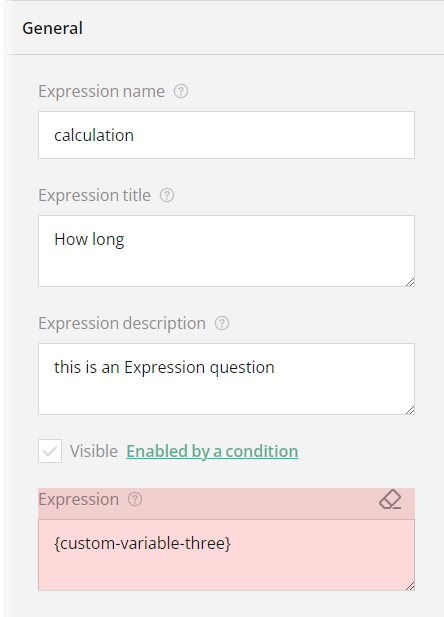 General
Expression name
calculation
Expression title
How long
Expression description
this is an Expression question
Visible Enabled by a condition
Expression
{custom-variable-three}